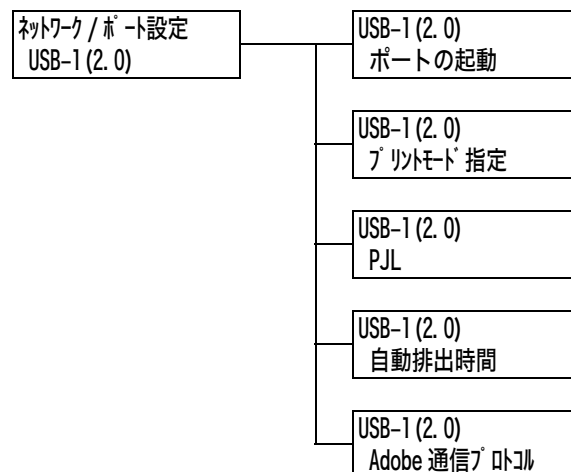 ﾈｯﾄﾜｰｸ / ﾎﾟｰﾄ設定
USB-1(2.0)
USB-1(2.0)
ポートの起動
USB-1(2.0)
ﾌﾟﾘﾝﾄﾓｰﾄﾞ指定
USB-1(2.0)
PJL
USB-1(2.0)
自動排出時間
USB-1(2.0)
Adobe 通信ﾌﾟﾛﾄｺﾙ